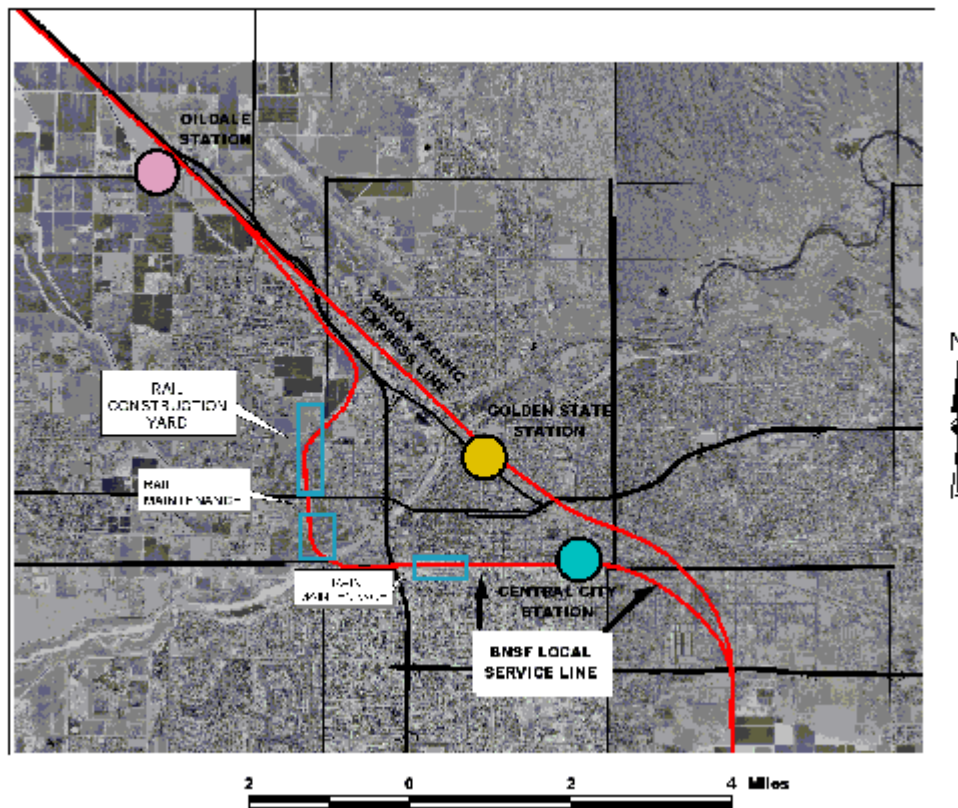 OILDALE
STATION
UNION PACIFIC
EXPRESS LINE
RAIL
CONSTRUCTION
YARD
GOLDEN STATE
STATION
RAIL
MAINTENANCE
CENTRAL CITY
STATION
BNSF LOCAL
SERVICE LINE
N
2 0 2 4 Miles